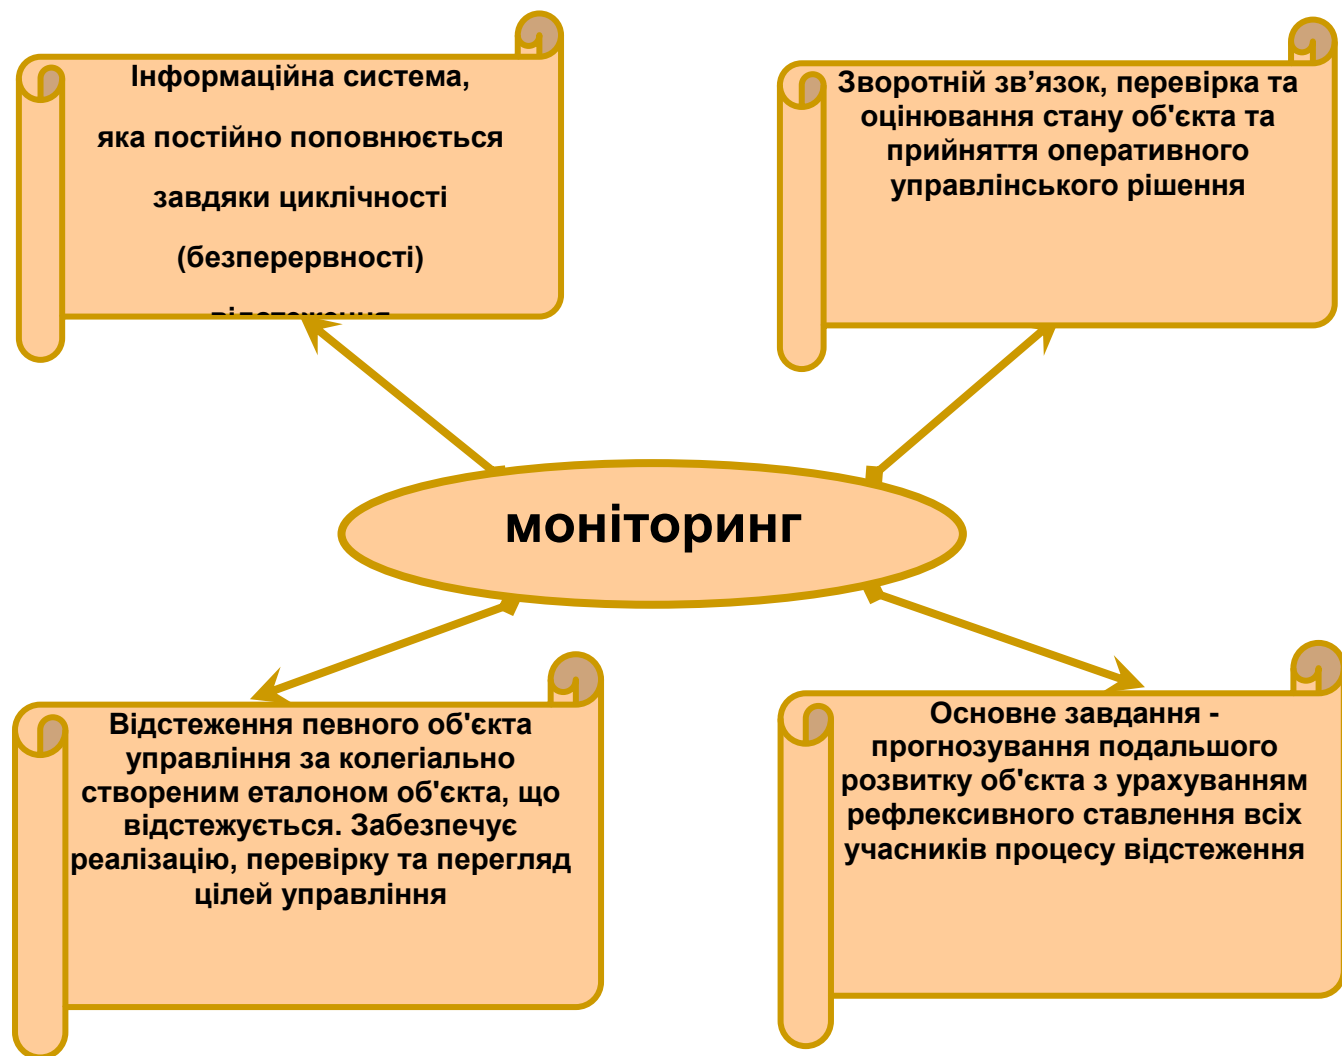 Інформаційна система,
яка постійно поповнюється
завдяки циклічності
(безперервності)
відстеження
Зворотній зв’язок, перевірка та
оцінювання стану об'єкта та
прийняття оперативного
управлінського рішення
моніторинг
Відстеження певного об'єкта
управління за колегіально
створеним еталоном об'єкта, що
відстежується. Забезпечує
реалізацію, перевірку та перегляд
цілей управління
Основне завдання -
прогнозування подальшого
розвитку об'єкта з урахуванням
рефлексивного ставлення всіх
учасників процесу відстеження